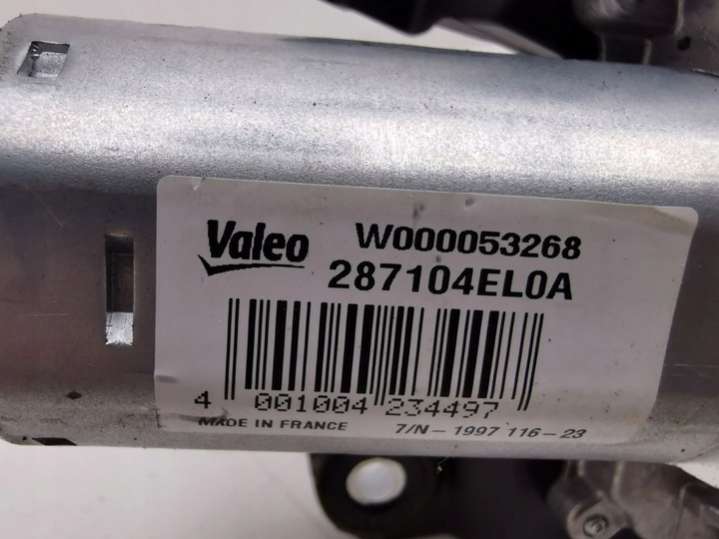 Valeo W000053268
287104EL0A
4 001004 234497
MADE IN FRANCE 7/N-1997 116-23